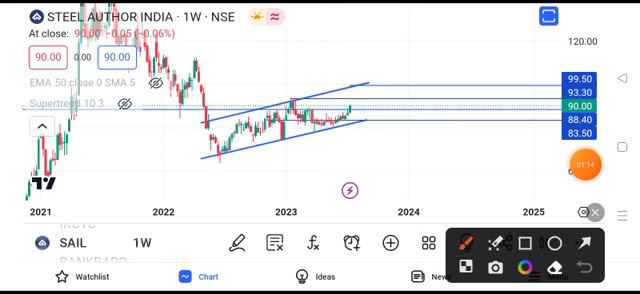 STEEL AUTHOR INDIA · 1W · NSE
At close: 90.00 -0.05 (-0.06%)
90.00 0.00 90.00
EMA 50 close 0 SMA 5
Supertrend 10 3
120.00
99.50
93.30
90.00
88.40
83.50
01:14
2021 2022 2023 2024 2025
SAIL 1W
Watchlist Chart Ideas News Menu